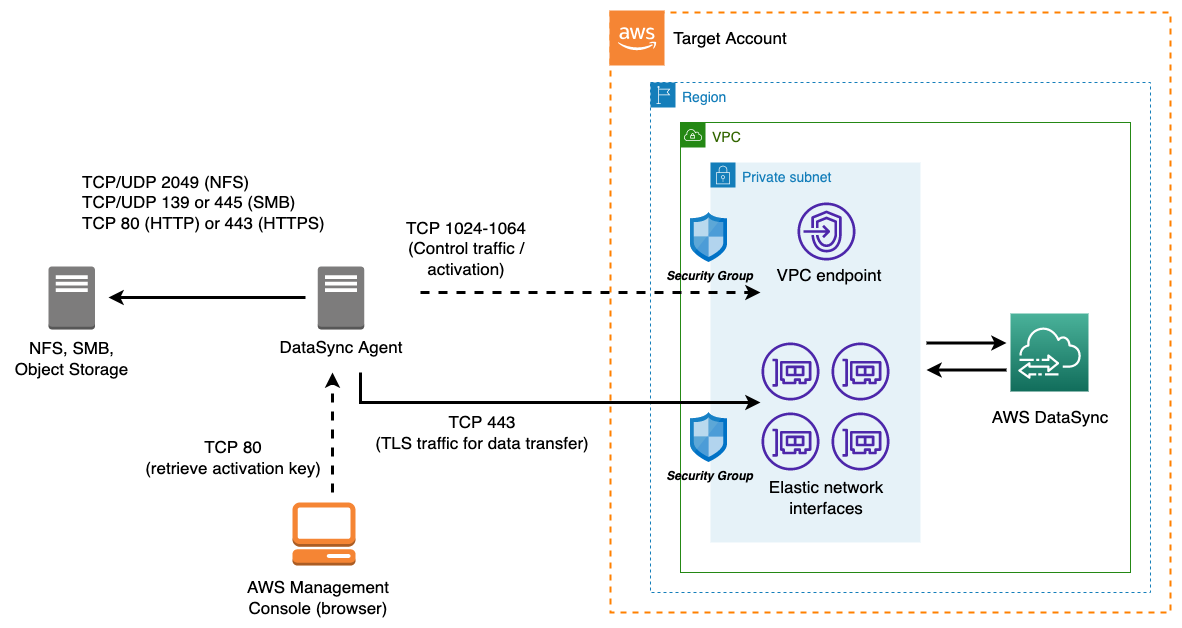 aws
Target Account
Region
VPC
Private subnet
TCP/UDP 2049 (NFS)
TCP/UDP 139 or 445 (SMB)
TCP 80 (HTTP) or 443 (HTTPS)
TCP 1024-1064
(Control traffic /
activation)
Security Group
VPC endpoint
NFS, SMB,
Object Storage
DataSync Agent
AWS DataSync
TCP 443
(TLS traffic for data transfer)
TCP 80
(retrieve activation key)
Security Group
Elastic network
interfaces
AWS Management
Console (browser)